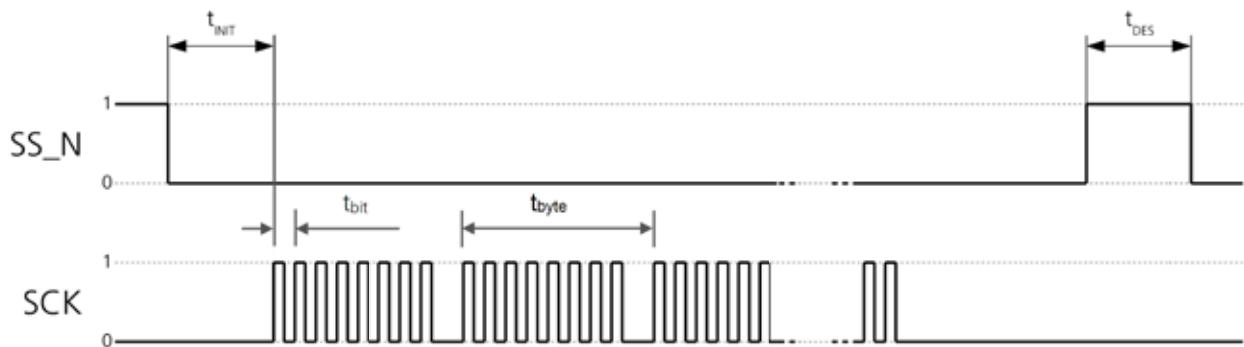 tINIT
tDES
1
SS_N
0
tbit
tbyte
1
SCK
0